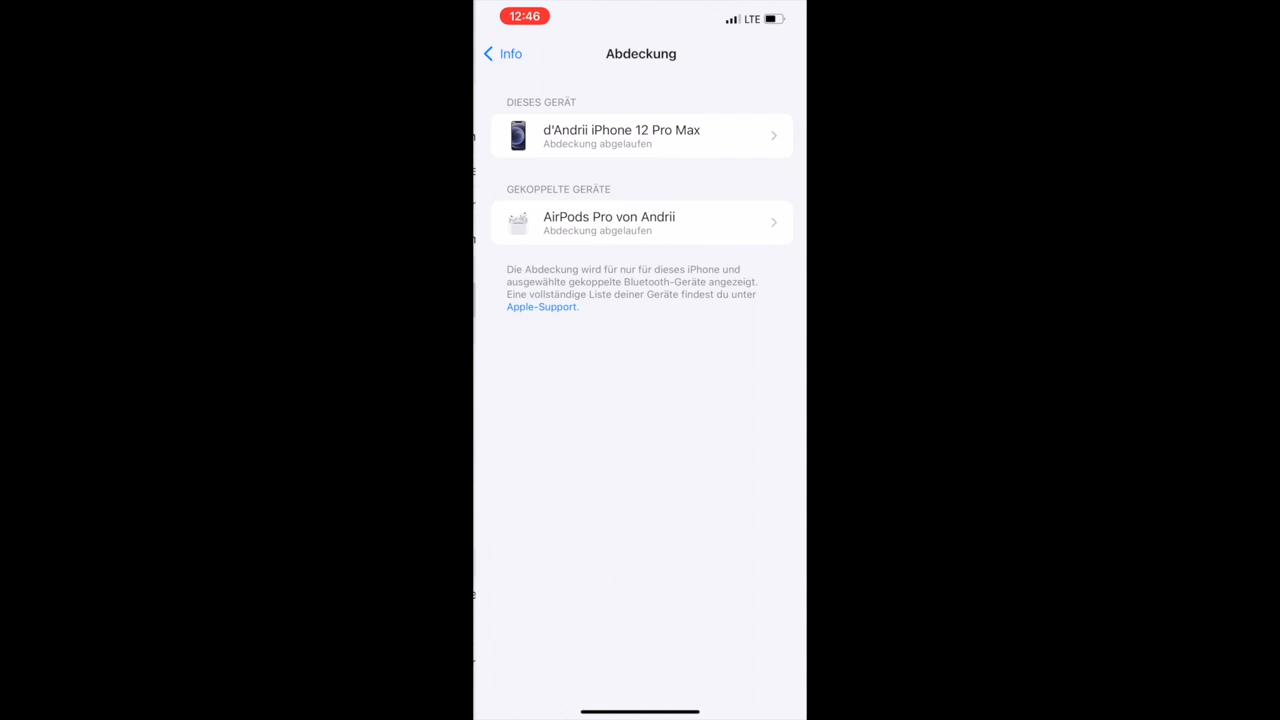 12:46
LTE
Info
Abdeckung
DIESES GERÄT
d'Andrii iPhone 12 Pro Max
Abdeckung abgelaufen
GEKOPPELTE GERÄTE
AirPods Pro von Andrii
Abdeckung abgelaufen
Die Abdeckung wird für nur für dieses iPhone und
ausgewählte gekoppelte Bluetooth-Geräte angezeigt.
Eine vollständige Liste deiner Geräte findest du unter
Apple-Support.